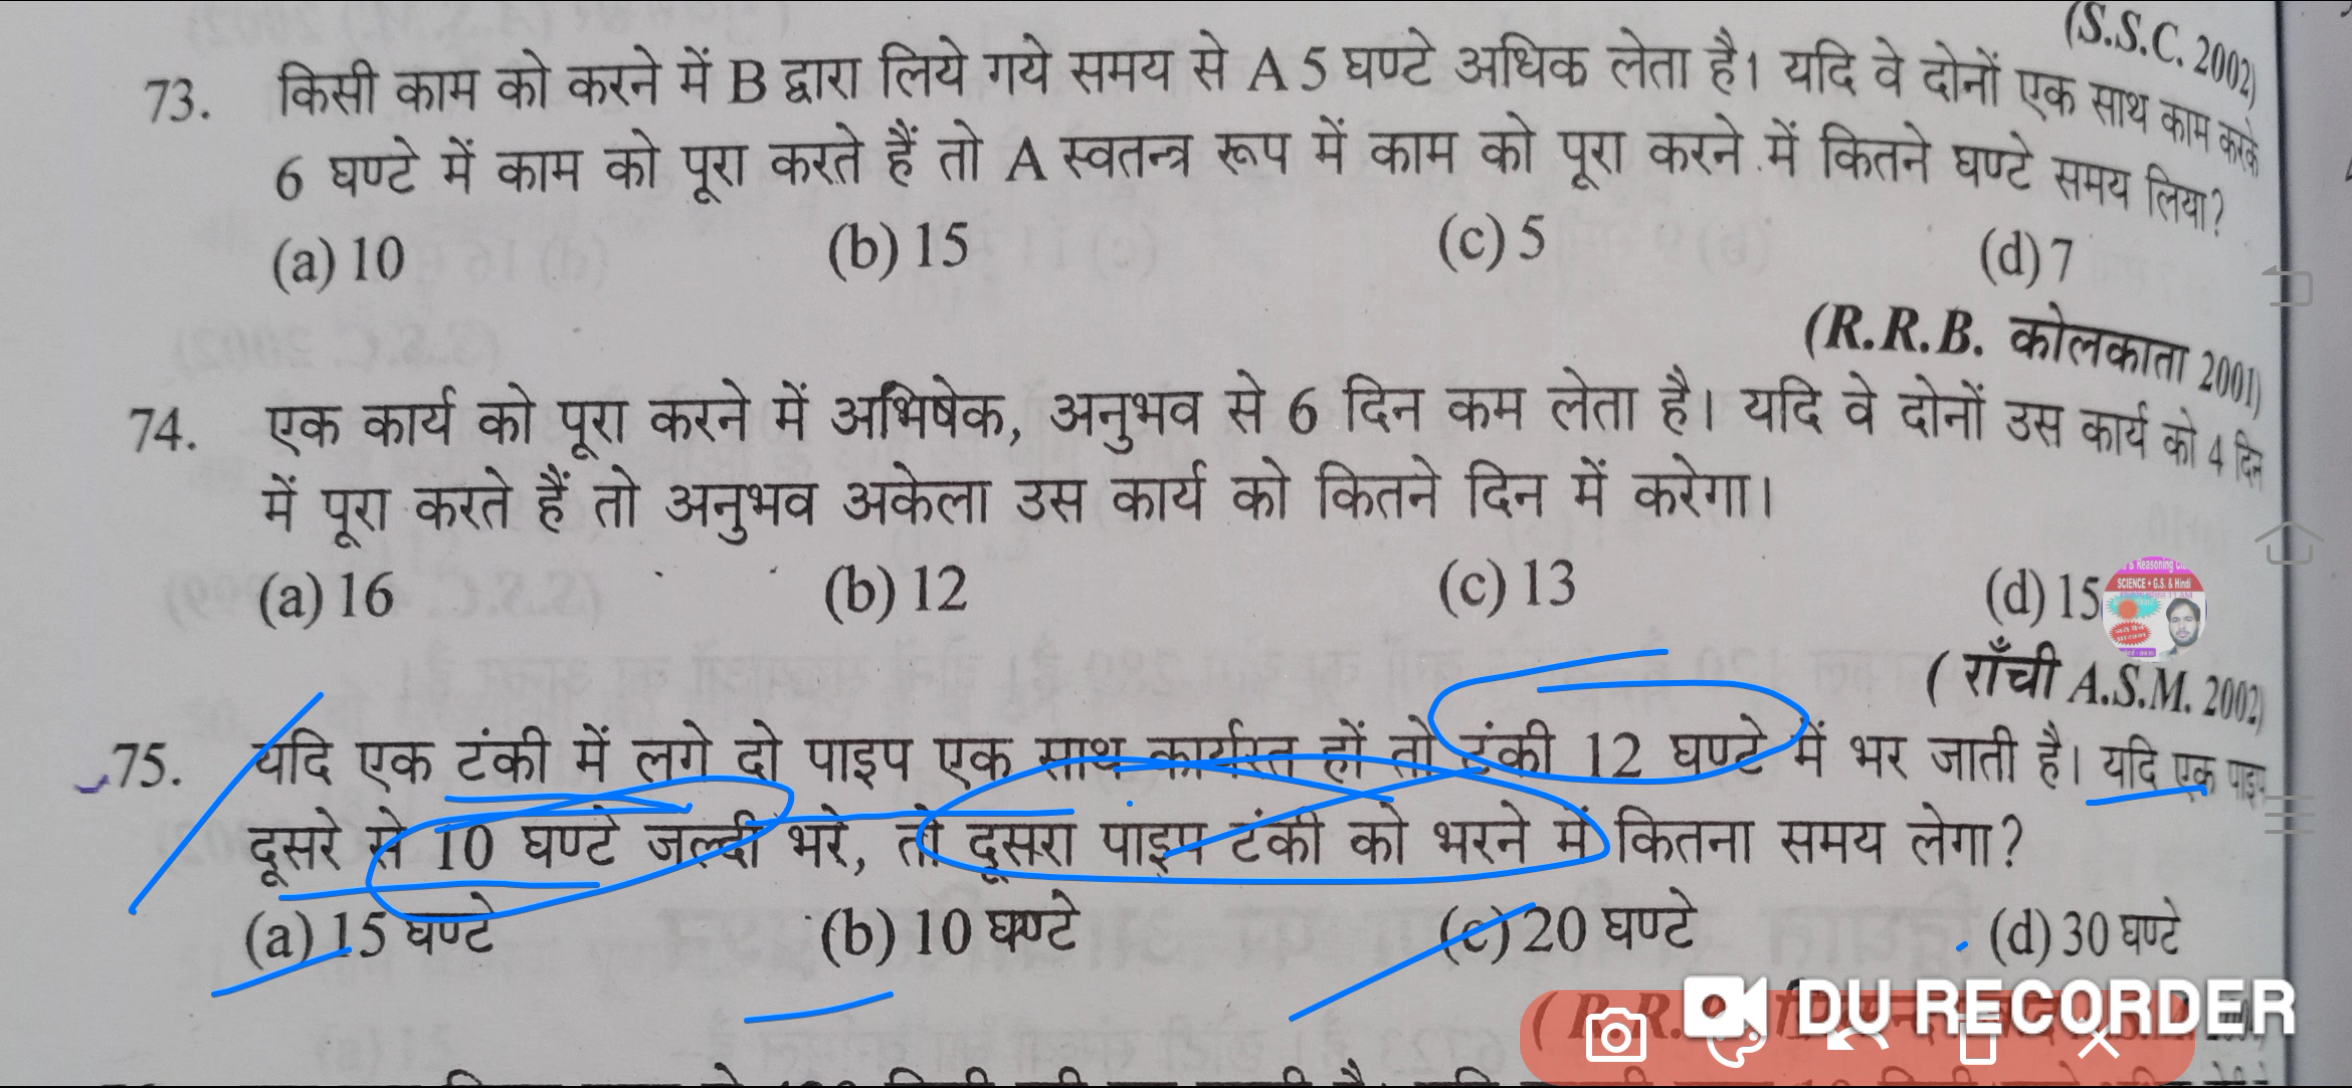 (S.S.C. 2002)
73. किसी काम को करने में B द्वारा लिये गये समय से A 5 घण्टे अधिक लेता है। यदि वे दोनों एक साथ काम करके
6 घण्टे में काम को पूरा करते हैं तो A स्वतन्त्र रूप में काम को पूरा करने में कितने घण्टे समय लिया?
(a) 10 (b) 15 (c) 5 (d) 7
(R.R.B. कोलकाता 2001)
74. एक कार्य को पूरा करने में अभिषेक, अनुभव से 6 दिन कम लेता है। यदि वे दोनों उस कार्य को 4 दिन
में पूरा करते हैं तो अनुभव अकेला उस कार्य को कितने दिन में करेगा।
(a) 16 (b) 12 (c) 13 (d) 15
SCIENCE + G.S. & Hindi
(राँची A.S.M. 2002)
75. यदि एक टंकी में लगे दो पाइप एक साथ कार्यरत हों तो टंकी 12 घण्टे में भर जाती है। यदि एक पाइप
दूसरे से 10 घण्टे जल्दी भरे, तो दूसरा पाइप टंकी को भरने में कितना समय लेगा?
(a) 15 घण्टे (b) 10 घण्टे (c) 20 घण्टे (d) 30 घण्टे
DU RECORDER